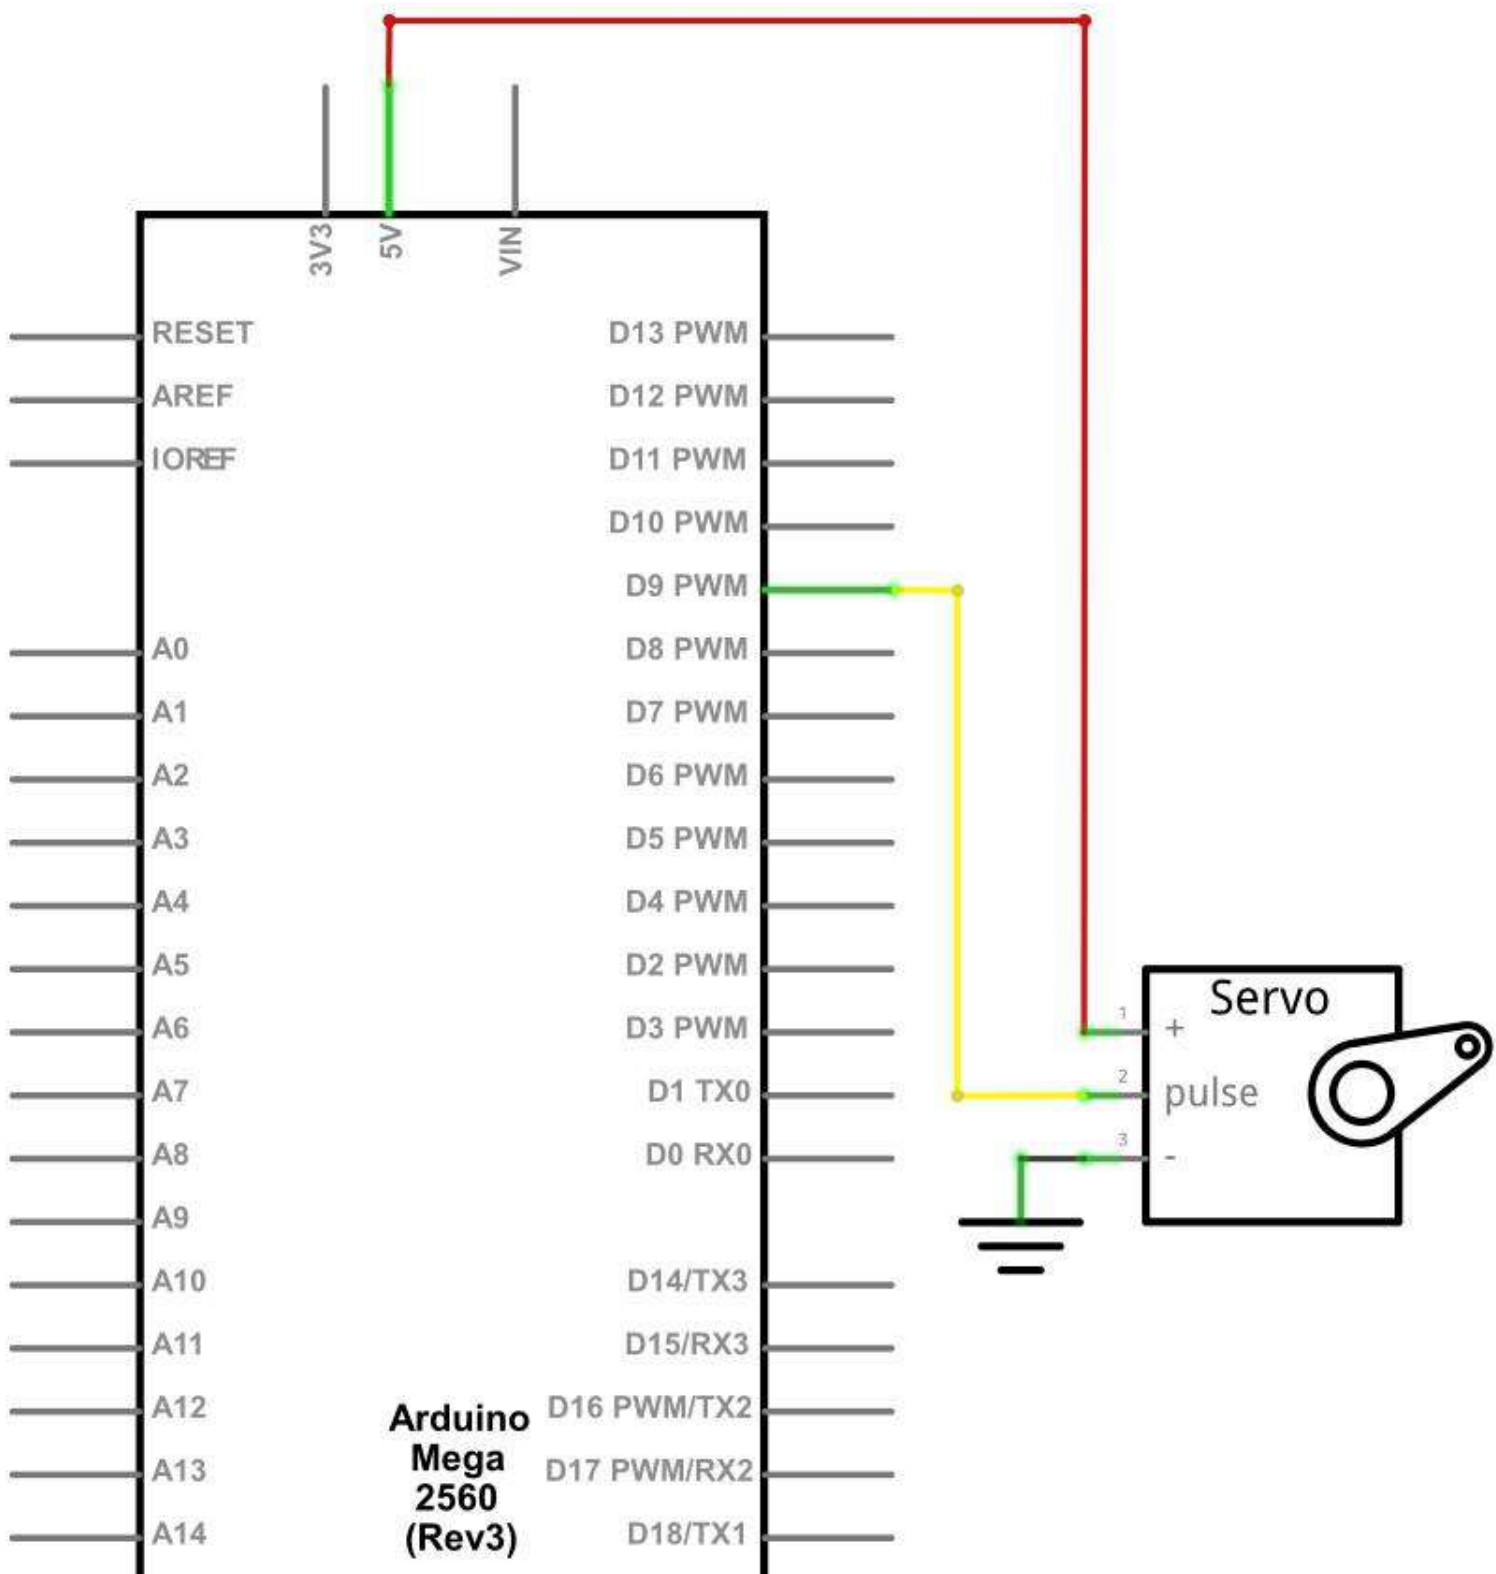 3V3
5V
VIN
RESET
D13 PWM
AREF
D12 PWM
IOREF
D11 PWM
D10 PWM
D9 PWM
A0
D8 PWM
A1
D7 PWM
A2
D6 PWM
A3
D5 PWM
A4
D4 PWM
A5
D2 PWM
Servo
A6
D3 PWM
1
+
A7
D1 TX0
2
pulse
A8
D0 RX0
3
-
A9
A10
D14/TX3
A11
D15/RX3
A12
D16 PWM/TX2
A13
D17 PWM/RX2
A14
D18/TX1
Arduino
Mega
2560
(Rev3)